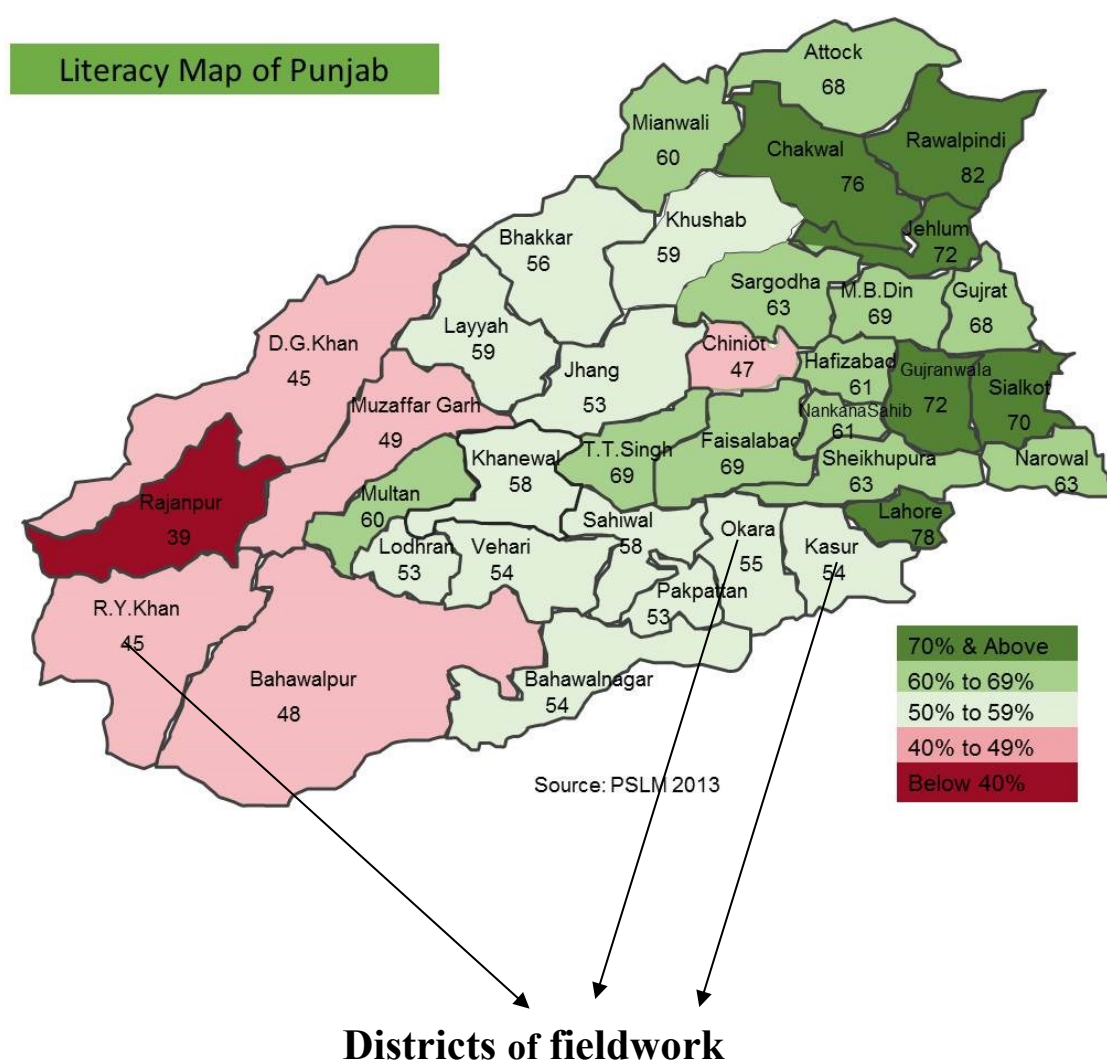 Literacy Map of Punjab
Attock
68
Mianwali
60
Chakwal
76
Rawalpindi
82
Jehlum
72
Khushab
59
Bhakkar
56
Sargodha
63
M.B.Din
69
Gujrat
68
Layyah
59
D.G.Khan
45
Chiniot
47
Hafizabad
61
Gujranwala
72
Sialkot
70
Jhang
53
Muzaffar Garh
49
NankanaSahib
61
T.T.Singh
69
Faisalabad
69
Khanewal
58
Sheikhupura
63
Narowal
63
Multan
60
Rajanpur
39
Lahore
78
Sahiwal
58
Okara
55
Kasur
54
Lodhran
53
Vehari
54
Pakpattan
53
R.Y.Khan
45
Bahawalpur
48
Bahawalnagar
54
70% & Above
60% to 69%
50% to 59%
40% to 49%
Below 40%
Source: PSLM 2013
Districts of fieldwork